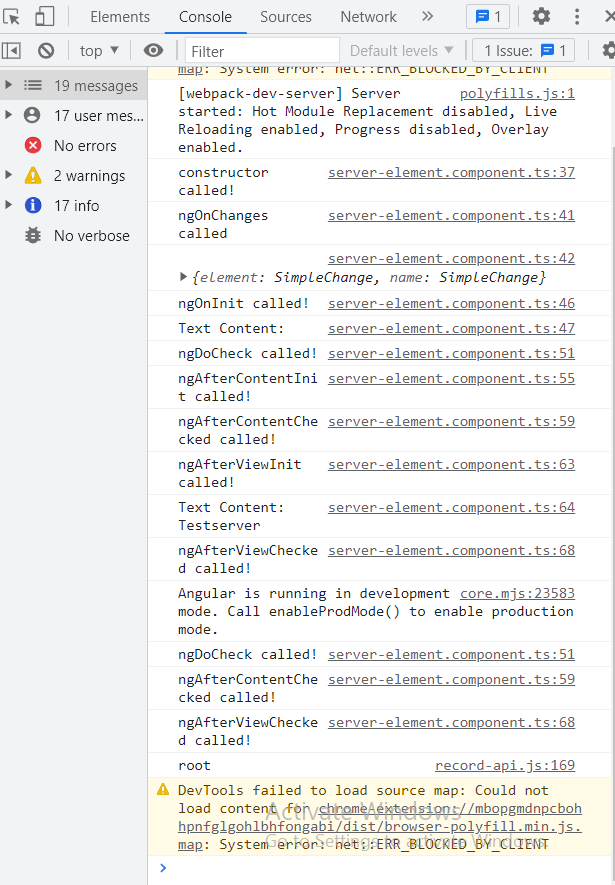 Elements Console Sources Network 1
top Filter Default levels 1 Issue: 1
19 messages
17 user mes...
No errors
2 warnings
17 info
No verbose
map: System error: net::ERR_BLOCKED_BY_CLIENT
[webpack-dev-server] Server polyfills.js:1
started: Hot Module Replacement disabled, Live
Reloading enabled, Progress disabled, Overlay
enabled.
constructor server-element.component.ts:37
called!
ngOnChanges server-element.component.ts:41
called
server-element.component.ts:42
{element: SimpleChange, name: SimpleChange}
ngOnInit called! server-element.component.ts:46
Text Content: server-element.component.ts:47
ngDoCheck called! server-element.component.ts:51
ngAfterContentIni server-element.component.ts:55
t called!
ngAfterContentChe server-element.component.ts:59
cked called!
ngAfterViewInit server-element.component.ts:63
called!
Text Content: server-element.component.ts:64
Testserver
ngAfterViewChecke server-element.component.ts:68
d called!
Angular is running in development core.mjs:23583
mode. Call enableProdMode() to enable production
mode.
ngDoCheck called! server-element.component.ts:51
ngAfterContentChe server-element.component.ts:59
cked called!
ngAfterViewChecke server-element.component.ts:68
d called!
root record-api.js:169
DevTools failed to load source map: Could not
load content for chrome-extension://mbopgmdnpcboh
hpnfglgohlbhfongabi/dist/browser-polyfill.min.js.
map: System error: net::ERR_BLOCKED_BY_CLIENT
Activate Windows
Go to Settings to activate Windows.